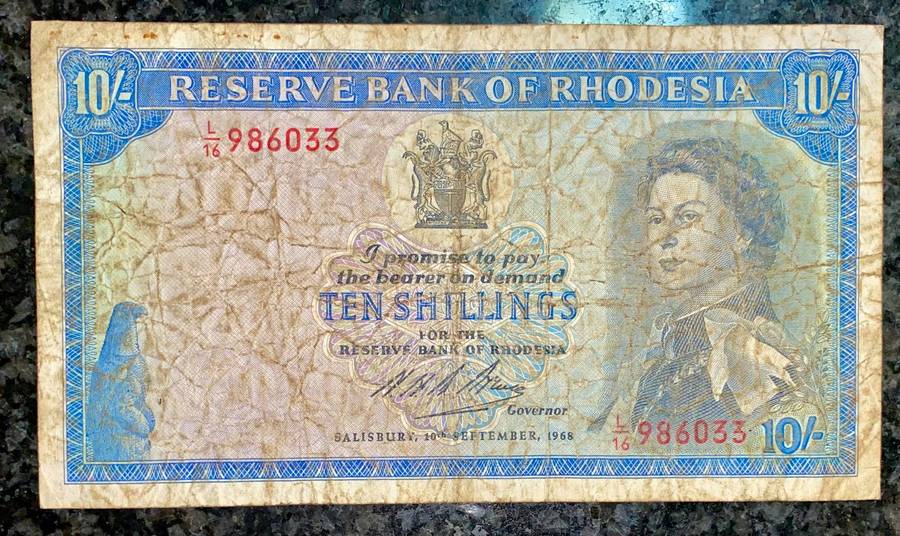 10/- RESERVE BANK OF RHODESIA 10/-
L/16 986033
I promise to pay
the bearer on demand
TEN SHILLINGS
FOR THE
RESERVE BANK OF RHODESIA
Governor
SALISBURY, 10th SEPTEMBER, 1968
L/16 986033 10/-